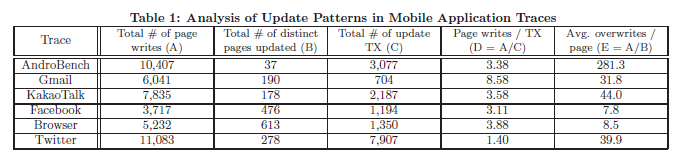 Table 1: Analysis of Update Patterns in Mobile Application Traces
Trace | Total # of page writes (A) | Total # of distinct pages updated (B) | Total # of update TX (C) | Page writes / TX (D = A/C) | Avg. overwrites / page (E = A/B)
AndroBench | 10,407 | 37 | 3,077 | 3.38 | 281.3
Gmail | 6,041 | 190 | 704 | 8.58 | 31.8
KakaoTalk | 7,835 | 178 | 2,187 | 3.58 | 44.0
Facebook | 3,717 | 476 | 1,194 | 3.11 | 7.8
Browser | 5,232 | 613 | 1,350 | 3.88 | 8.5
Twitter | 11,083 | 278 | 7,907 | 1.40 | 39.9